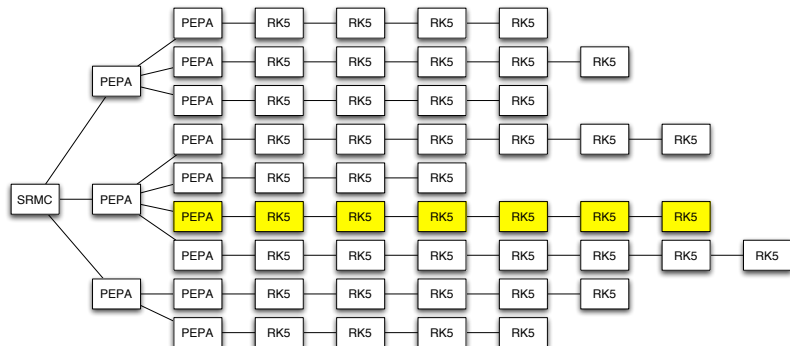 PEPA RK5 RK5 RK5 RK5
PEPA RK5 RK5 RK5 RK5 RK5
PEPA
PEPA RK5 RK5 RK5 RK5
PEPA RK5 RK5 RK5 RK5 RK5 RK5
PEPA RK5 RK5 RK5
SRMC PEPA
PEPA RK5 RK5 RK5 RK5 RK5 RK5
PEPA RK5 RK5 RK5 RK5 RK5 RK5 RK5
PEPA PEPA RK5 RK5 RK5 RK5 RK5
PEPA RK5 RK5 RK5 RK5